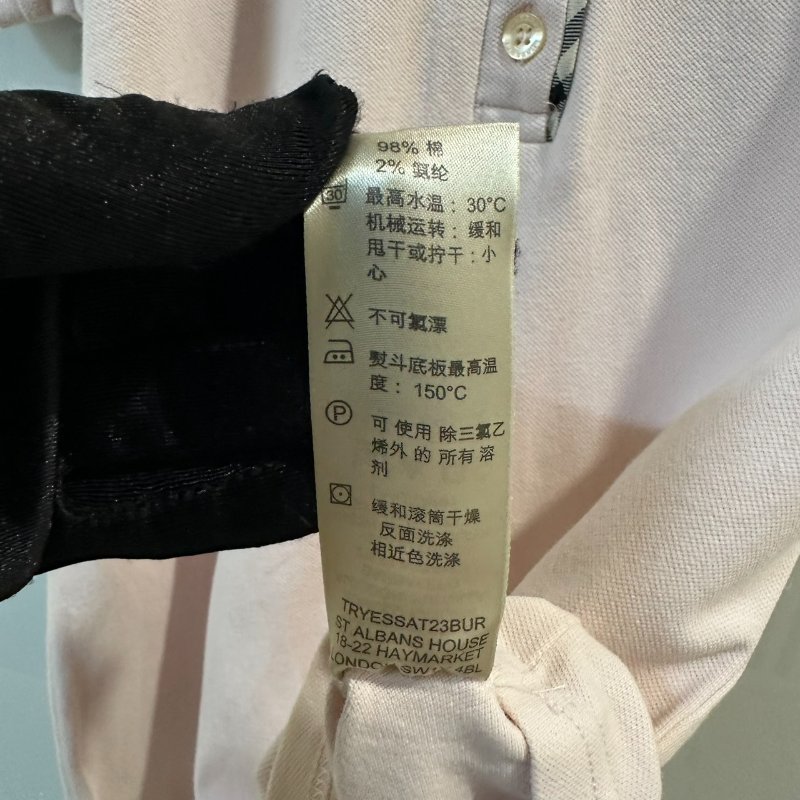 98% 棉
2% 氨纶
30
最高水温：30°C
机械运转：缓和
甩干或拧干：小
心
不可氯漂
熨斗底板最高温
度：150°C
P
可 使用 除三氯乙
烯外 的 所有 溶
剂
缓和滚筒干燥
反面洗涤
相近色洗涤
TRYESSAT23BUR
ST ALBANS HOUSE
18-22 HAYMARKET
LONDON